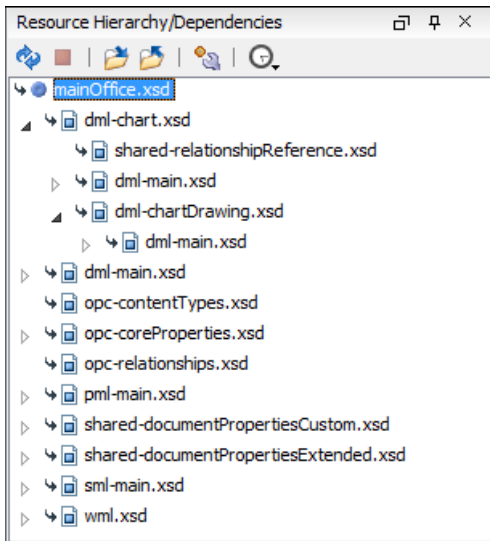 Resource Hierarchy/Dependencies
mainOffice.xsd
dml-chart.xsd
shared-relationshipReference.xsd
dml-main.xsd
dml-chartDrawing.xsd
dml-main.xsd
dml-main.xsd
opc-contentTypes.xsd
opc-coreProperties.xsd
opc-relationships.xsd
pml-main.xsd
shared-documentPropertiesCustom.xsd
shared-documentPropertiesExtended.xsd
sml-main.xsd
wml.xsd